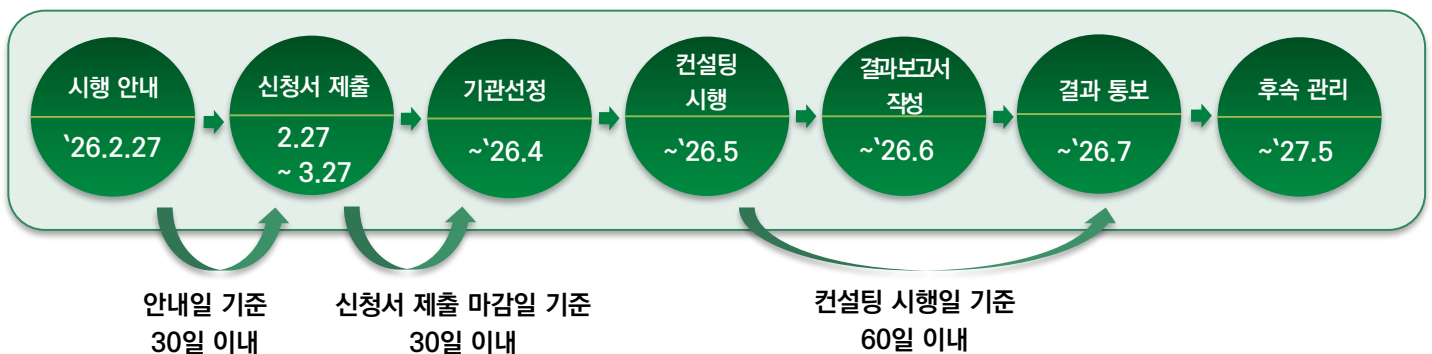 시행 안내
`26.2.27
신청서 제출
2.27
~ 3.27
기관선정
~`26.4
컨설팅
시행
~`26.5
결과보고서
작성
~`26.6
결과 통보
~`26.7
후속 관리
~`27.5
안내일 기준
30일 이내
신청서 제출 마감일 기준
30일 이내
컨설팅 시행일 기준
60일 이내